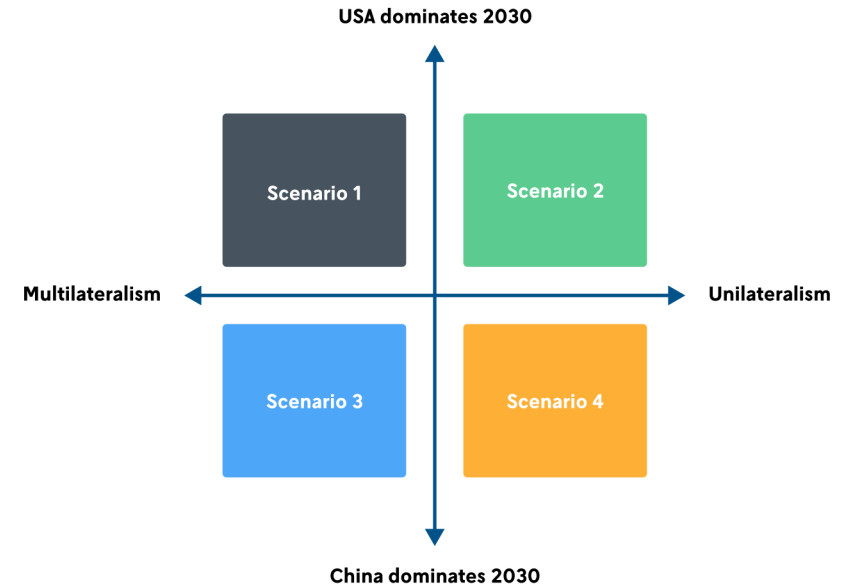 USA dominates 2030
Scenario 1
Scenario 2
Multilateralism
Unilateralism
Scenario 3
Scenario 4
China dominates 2030